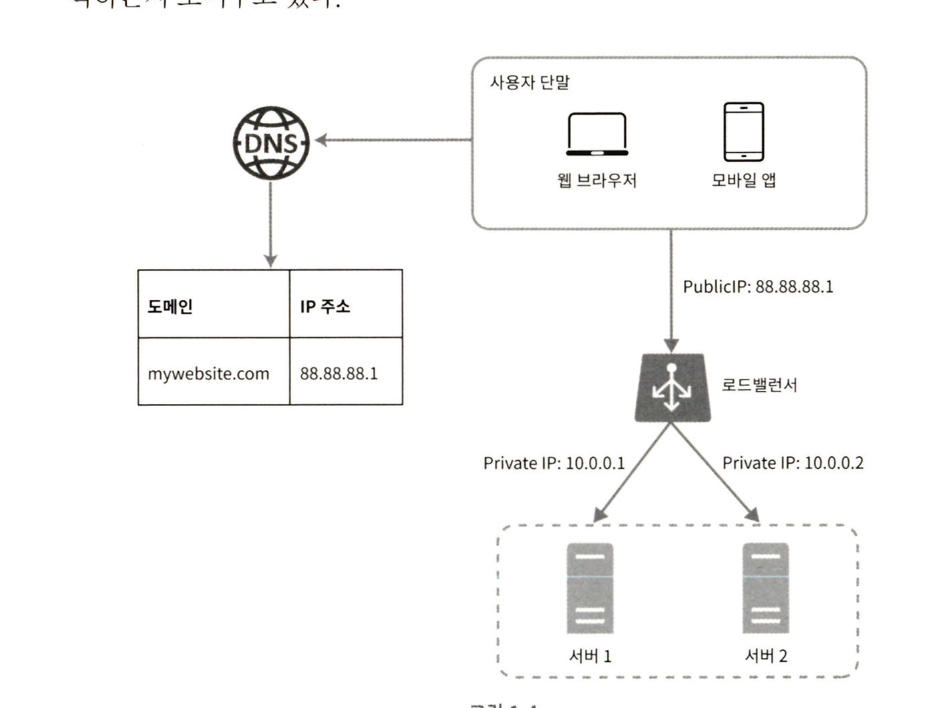 있다.
사용자 단말
DNS
웹 브라우저
모바일 앱
PublicIP: 88.88.88.1
도메인
IP 주소
mywebsite.com
88.88.88.1
로드밸런서
Private IP: 10.0.0.1
Private IP: 10.0.0.2
서버 1
서버 2